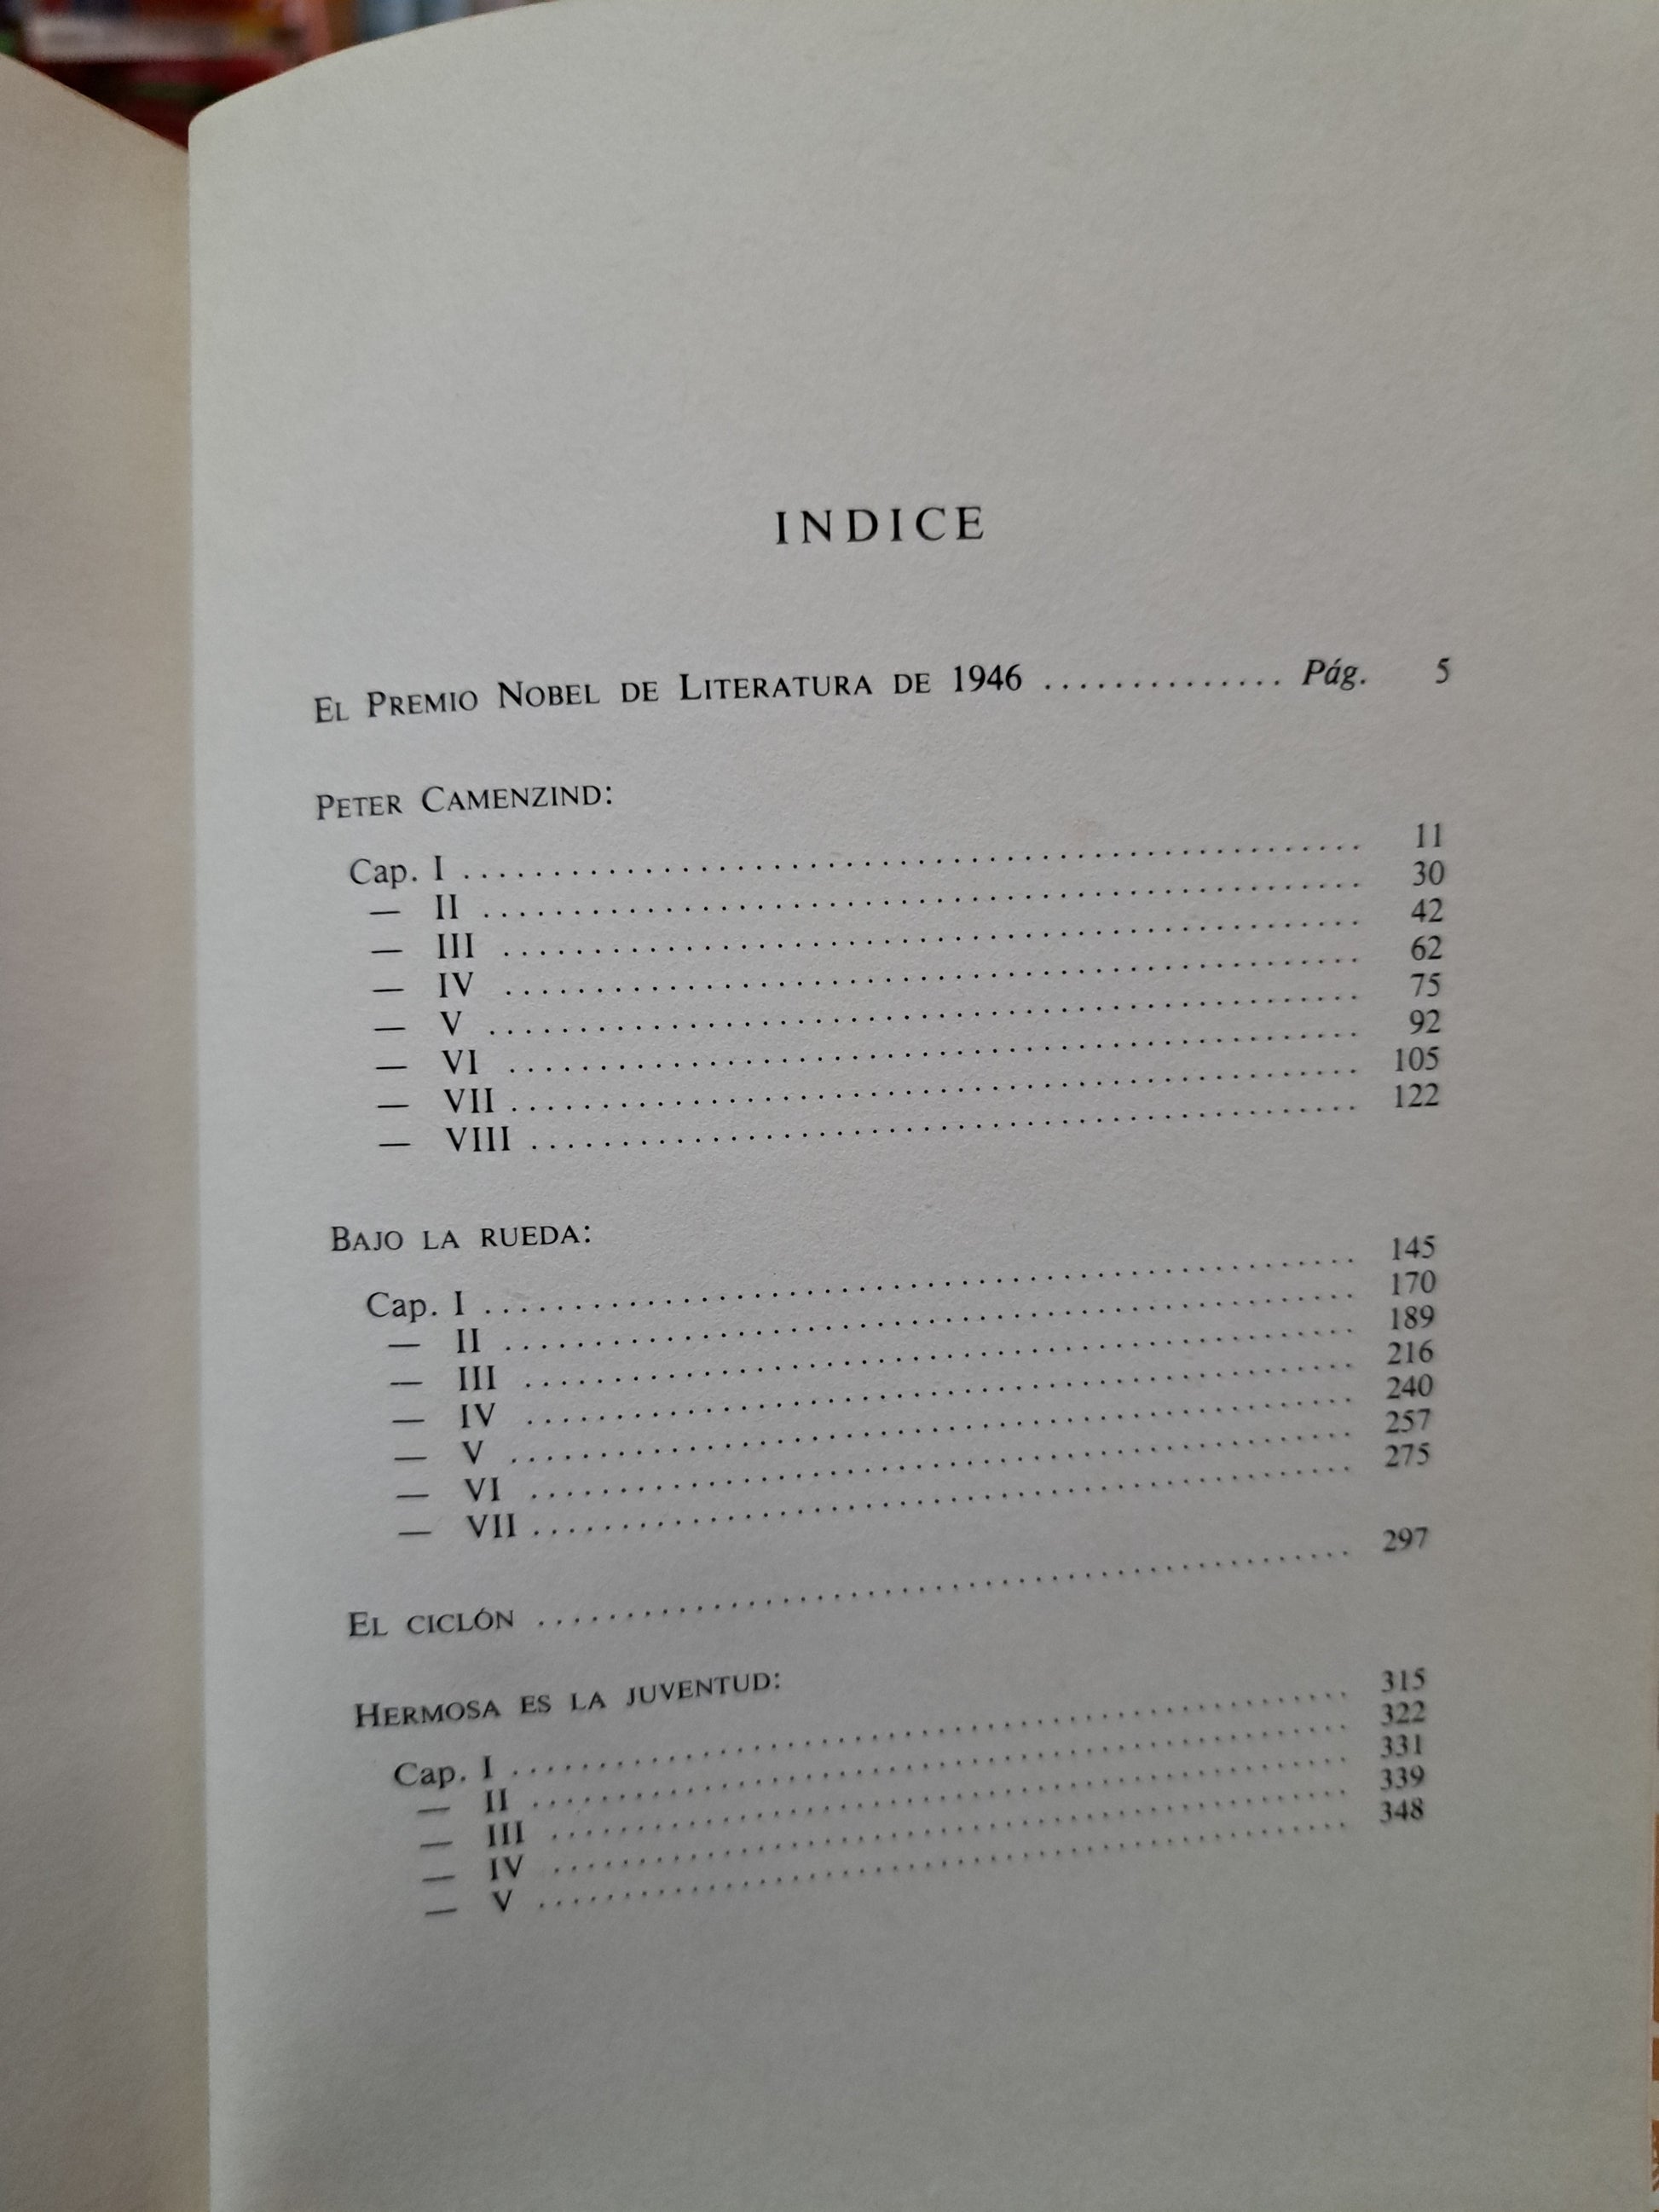 INDICE
EL PREMIO NOBEL DE LITERATURA DE 1946 .............. Pág. 5
PETER CAMENZIND:
Cap. I .................................................. 11
— II .................................................. 30
— III .................................................. 42
— IV .................................................. 62
— V .................................................. 75
— VI .................................................. 92
— VII .................................................. 105
— VIII .................................................. 122
BAJO LA RUEDA:
Cap. I .................................................. 145
— II .................................................. 170
— III .................................................. 189
— IV .................................................. 216
— V .................................................. 240
— VI .................................................. 257
— VII .................................................. 275
EL CICLÓN .................................................. 297
HERMOSA ES LA JUVENTUD:
Cap. I .................................................. 315
— II .................................................. 322
— III .................................................. 331
— IV .................................................. 339
— V .................................................. 348